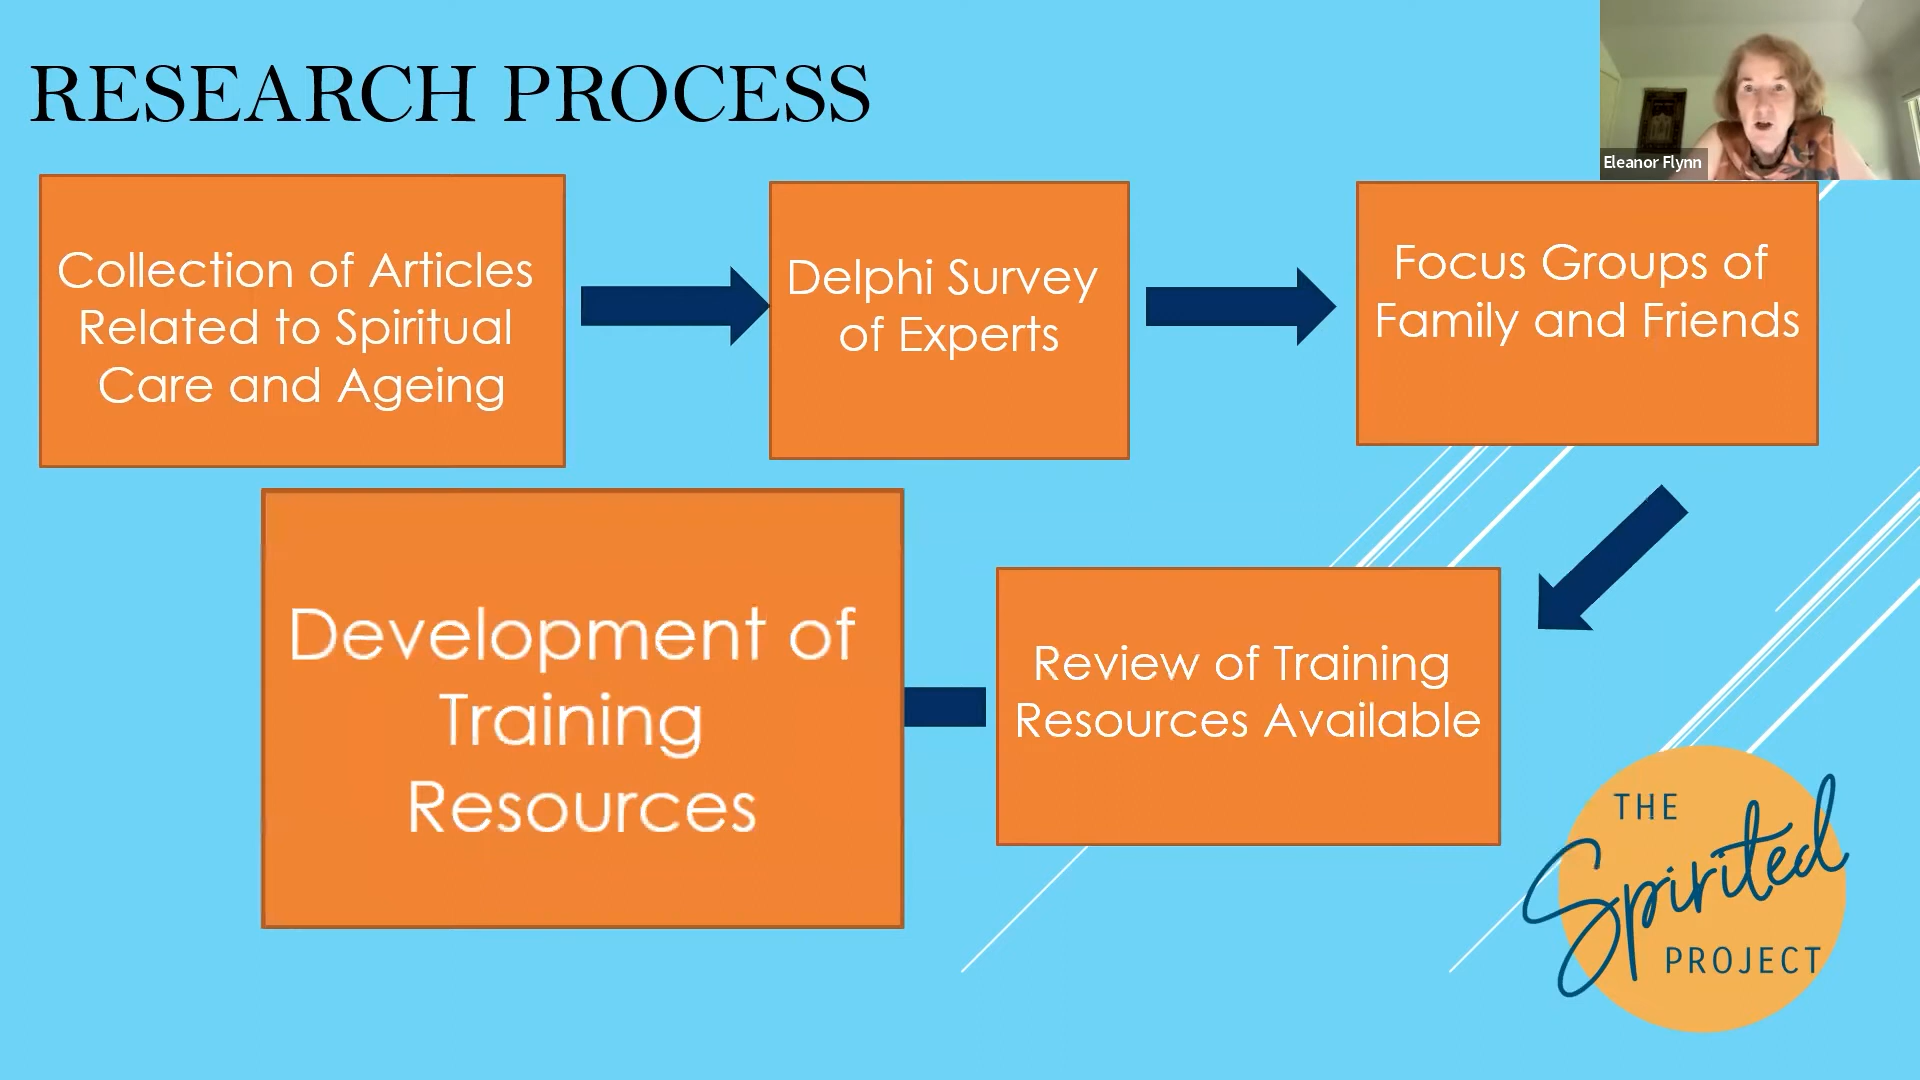 RESEARCH PROCESS
Eleanor Flynn
Collection of Articles
Related to Spiritual
Care and Ageing
Delphi Survey
of Experts
Focus Groups of
Family and Friends
Development of
Training
Resources
Review of Training
Resources Available
THE
Spirited
PROJECT